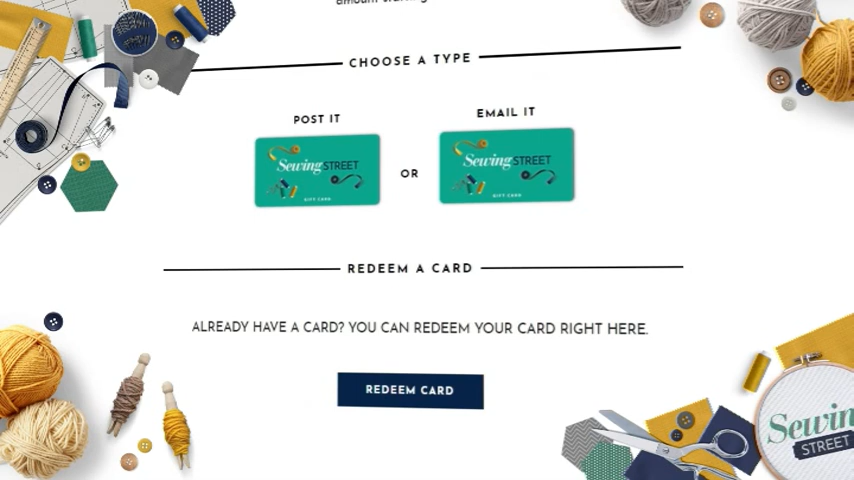 CHOOSE A TYPE
POST IT
EMAIL IT
Sewing STREET
GIFT CARD
OR
Sewing STREET
GIFT CARD
REDEEM A CARD
ALREADY HAVE A CARD? YOU CAN REDEEM YOUR CARD RIGHT HERE.
REDEEM CARD
Sewin
STREET